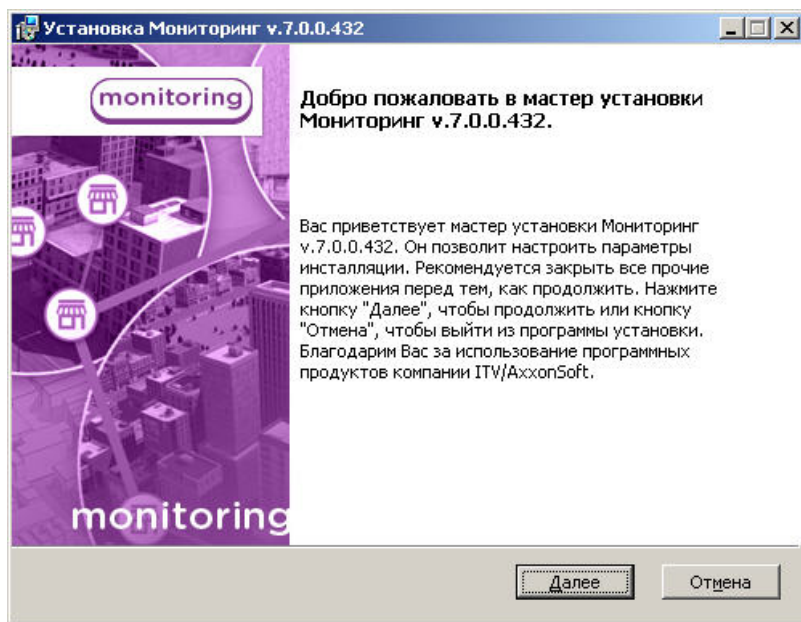 Установка Мониторинг v.7.0.0.432
monitoring
Добро пожаловать в мастер установки
Мониторинг v.7.0.0.432.
Вас приветствует мастер установки Мониторинг
v.7.0.0.432. Он позволит настроить параметры
инсталляции. Рекомендуется закрыть все прочие
приложения перед тем, как продолжить. Нажмите
кнопку "Далее", чтобы продолжить или кнопку
"Отмена", чтобы выйти из программы установки.
Благодарим Вас за использование программных
продуктов компании ITV/AxxonSoft.
monitoring
Далее
Отмена